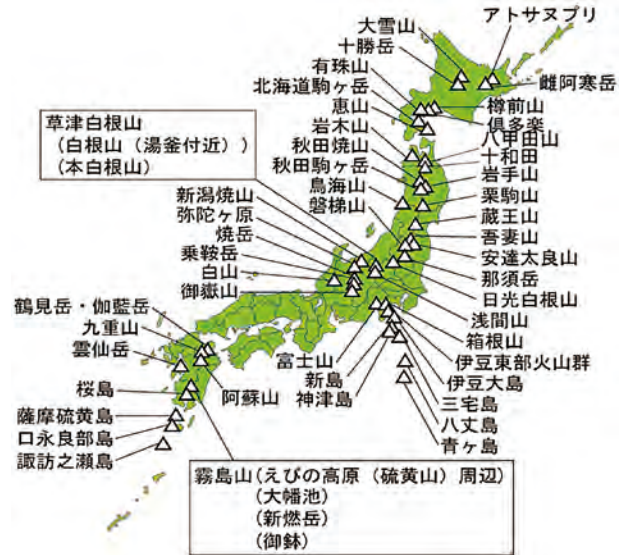 アトサヌプリ
大雪山
十勝岳
有珠山
北海道駒ヶ岳
恵山
岩木山
秋田焼山
秋田駒ヶ岳
鳥海山
磐梯山
雌阿寒岳
樽前山
倶多楽
八甲田山
十和田
岩手山
栗駒山
蔵王山
吾妻山
安達太良山
那須岳
日光白根山
浅間山
箱根山
伊豆東部火山群
伊豆大島
三宅島
八丈島
青ヶ島
草津白根山
(白根山(湯釜付近))
(本白根山)
新潟焼山
弥陀ヶ原
焼岳
乗鞍岳
白山
御嶽山
富士山
新島
神津島
鶴見岳・伽藍岳
九重山
雲仙岳
阿蘇山
桜島
薩摩硫黄島
口永良部島
諏訪之瀬島
霧島山(えびの高原(硫黄山)周辺)
(大幡池)
(新燃岳)
(御鉢)